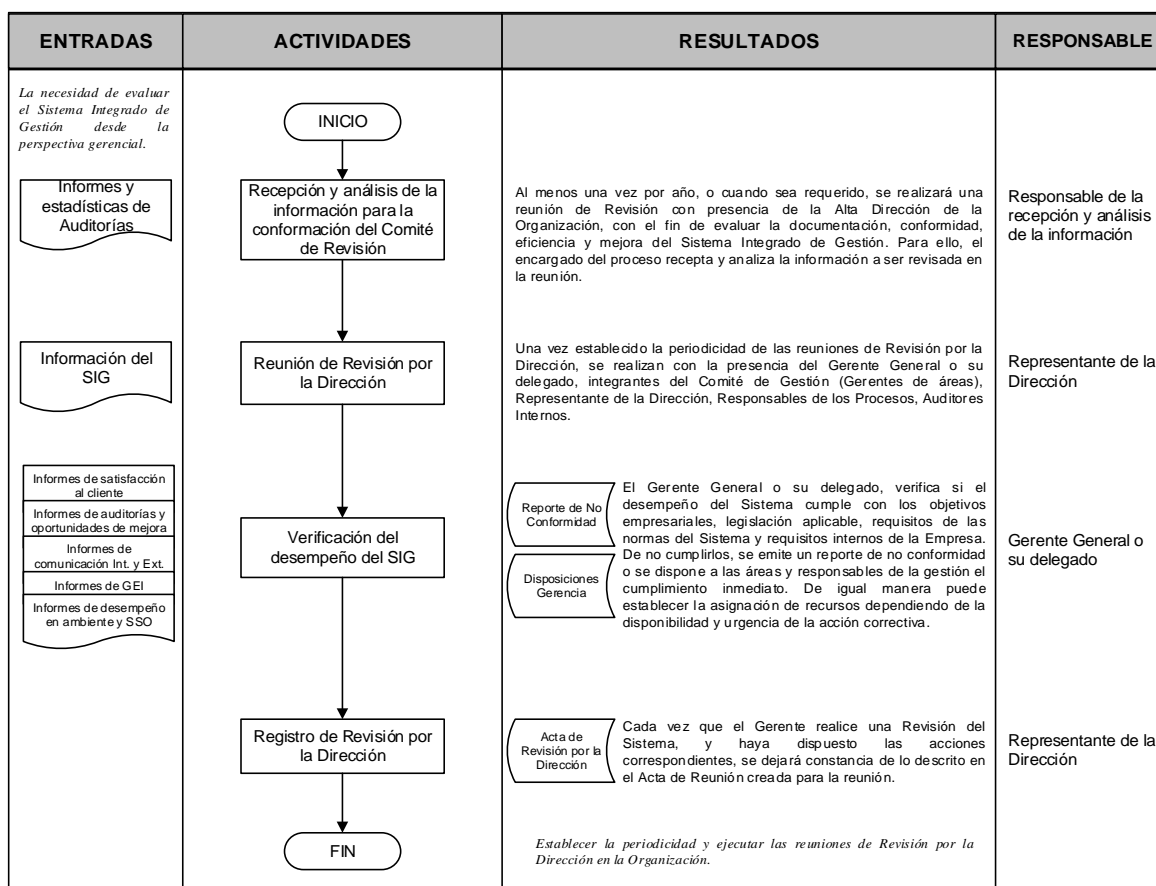 ENTRADAS
ACTIVIDADES
RESULTADOS
RESPONSABLE
La necesidad de evaluar
el Sistema Integrado de
Gestión desde la
perspectiva gerencial.
INICIO
Informes y
estadísticas de
Auditorías
Recepción y análisis de la
información para la
conformación del Comité
de Revisión
Al menos una vez por año, o cuando sea requerido, se realizará una
reunión de Revisión con presencia de la Alta Dirección de la
Organización, con el fin de evaluar la documentación, conformidad,
eficiencia y mejora del Sistema Integrado de Gestión. Para ello, el
encargado del proceso recepta y analiza la información a ser revisada en
la reunión.
Responsable de la
recepción y análisis
de la información
Información del
SIG
Reunión de Revisión por
la Dirección
Una vez establecido la periodicidad de las reuniones de Revisión por la
Dirección, se realizan con la presencia del Gerente General o su
delegado, integrantes del Comité de Gestión (Gerentes de áreas),
Representante de la Dirección, Responsables de los Procesos, Auditores
Internos.
Representante de la
Dirección
Informes de satisfacción
al cliente
Informes de auditorías y
oportunidades de mejora
Informes de
comunicación Int. y Ext.
Informes de GEI
Informes de desempeño
en ambiente y SSO
Verificación del
desempeño del SIG
Reporte de No
Conformidad
Disposiciones
Gerencia
El Gerente General o su delegado, verifica si el
desempeño del Sistema cumple con los objetivos
empresariales, legislación aplicable, requisitos de las
normas del Sistema y requisitos internos de la Empresa.
De no cumplirlos, se emite un reporte de no conformidad
o se dispone a las áreas y responsables de la gestión el
cumplimiento inmediato. De igual manera puede
establecer la asignación de recursos dependiendo de la
disponibilidad y urgencia de la acción correctiva.
Gerente General o
su delegado
Registro de Revisión por
la Dirección
Acta de
Revisión por la
Dirección
Cada vez que el Gerente realice una Revisión del
Sistema, y haya dispuesto las acciones
correspondientes, se dejará constancia de lo descrito en
el Acta de Reunión creada para la reunión.
Representante de la
Dirección
FIN
Establecer la periodicidad y ejecutar las reuniones de Revisión por la
Dirección en la Organización.